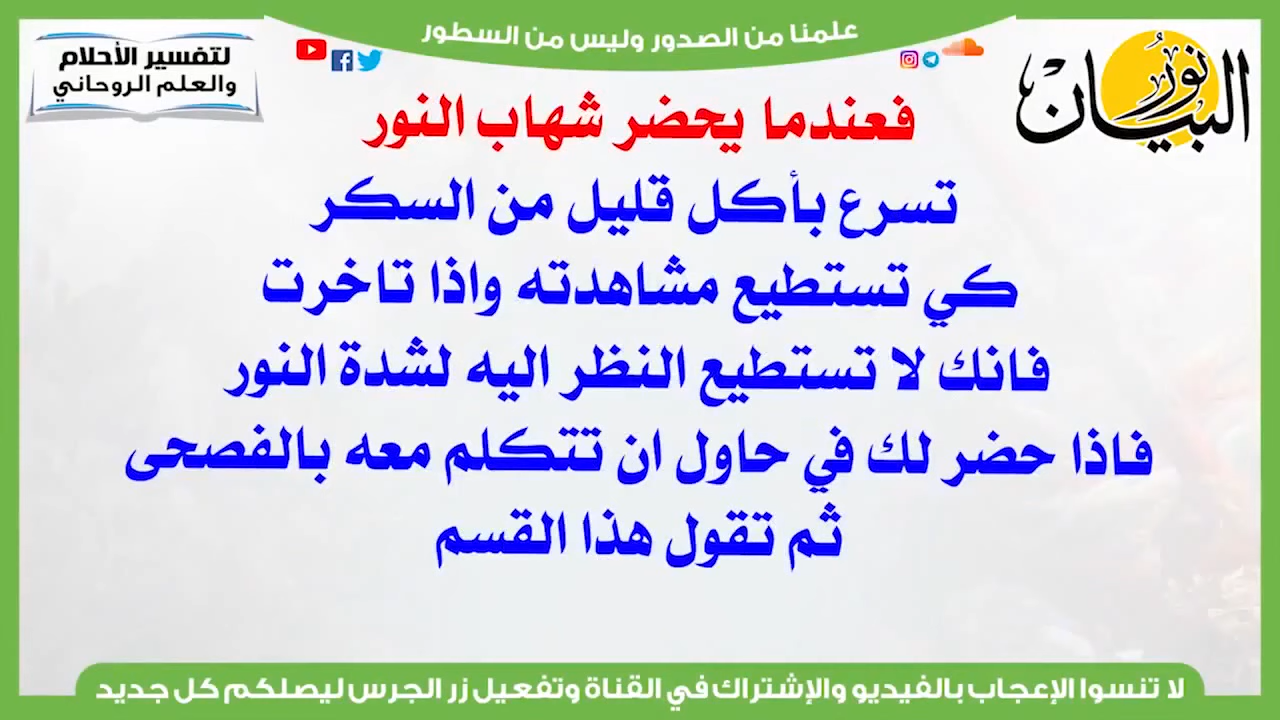 علمنا من الصدور وليس من السطور
لتفسير الأحلام
والعلم الروحاني
نور
البيان
فعندما يحضر شهاب النور
تسرع بأكل قليل من السكر
كي تستطيع مشاهدته واذا تاخرت
فانك لا تستطيع النظر اليه لشدة النور
فاذا حضر لك في حاول ان تتكلم معه بالفصحى
ثم تقول هذا القسم
لا تنسوا الإعجاب بالفيديو والإشتراك في القناة وتفعيل زر الجرس ليصلكم كل جديد